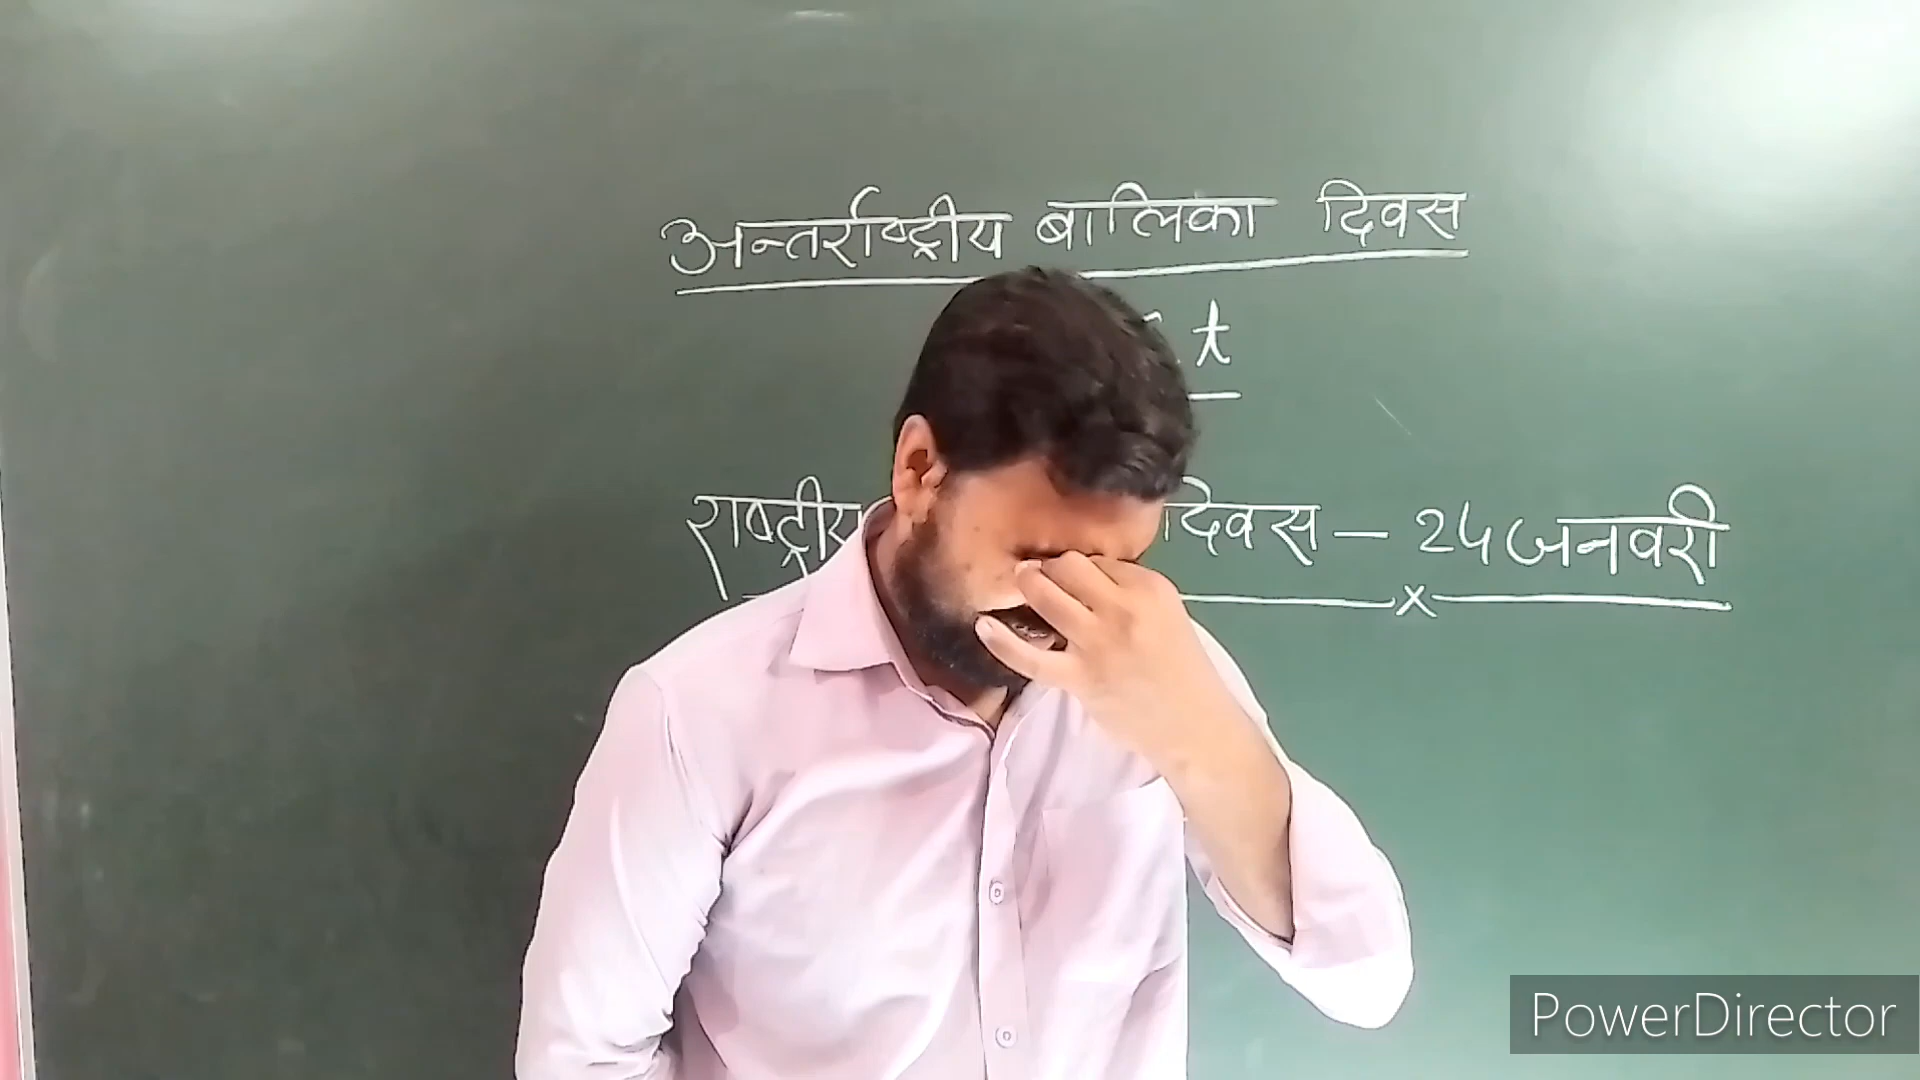 अन्तर्राष्ट्रीय बालिका दिवस
राष्ट्रीय दिवस – 24 जनवरी
x
PowerDirector